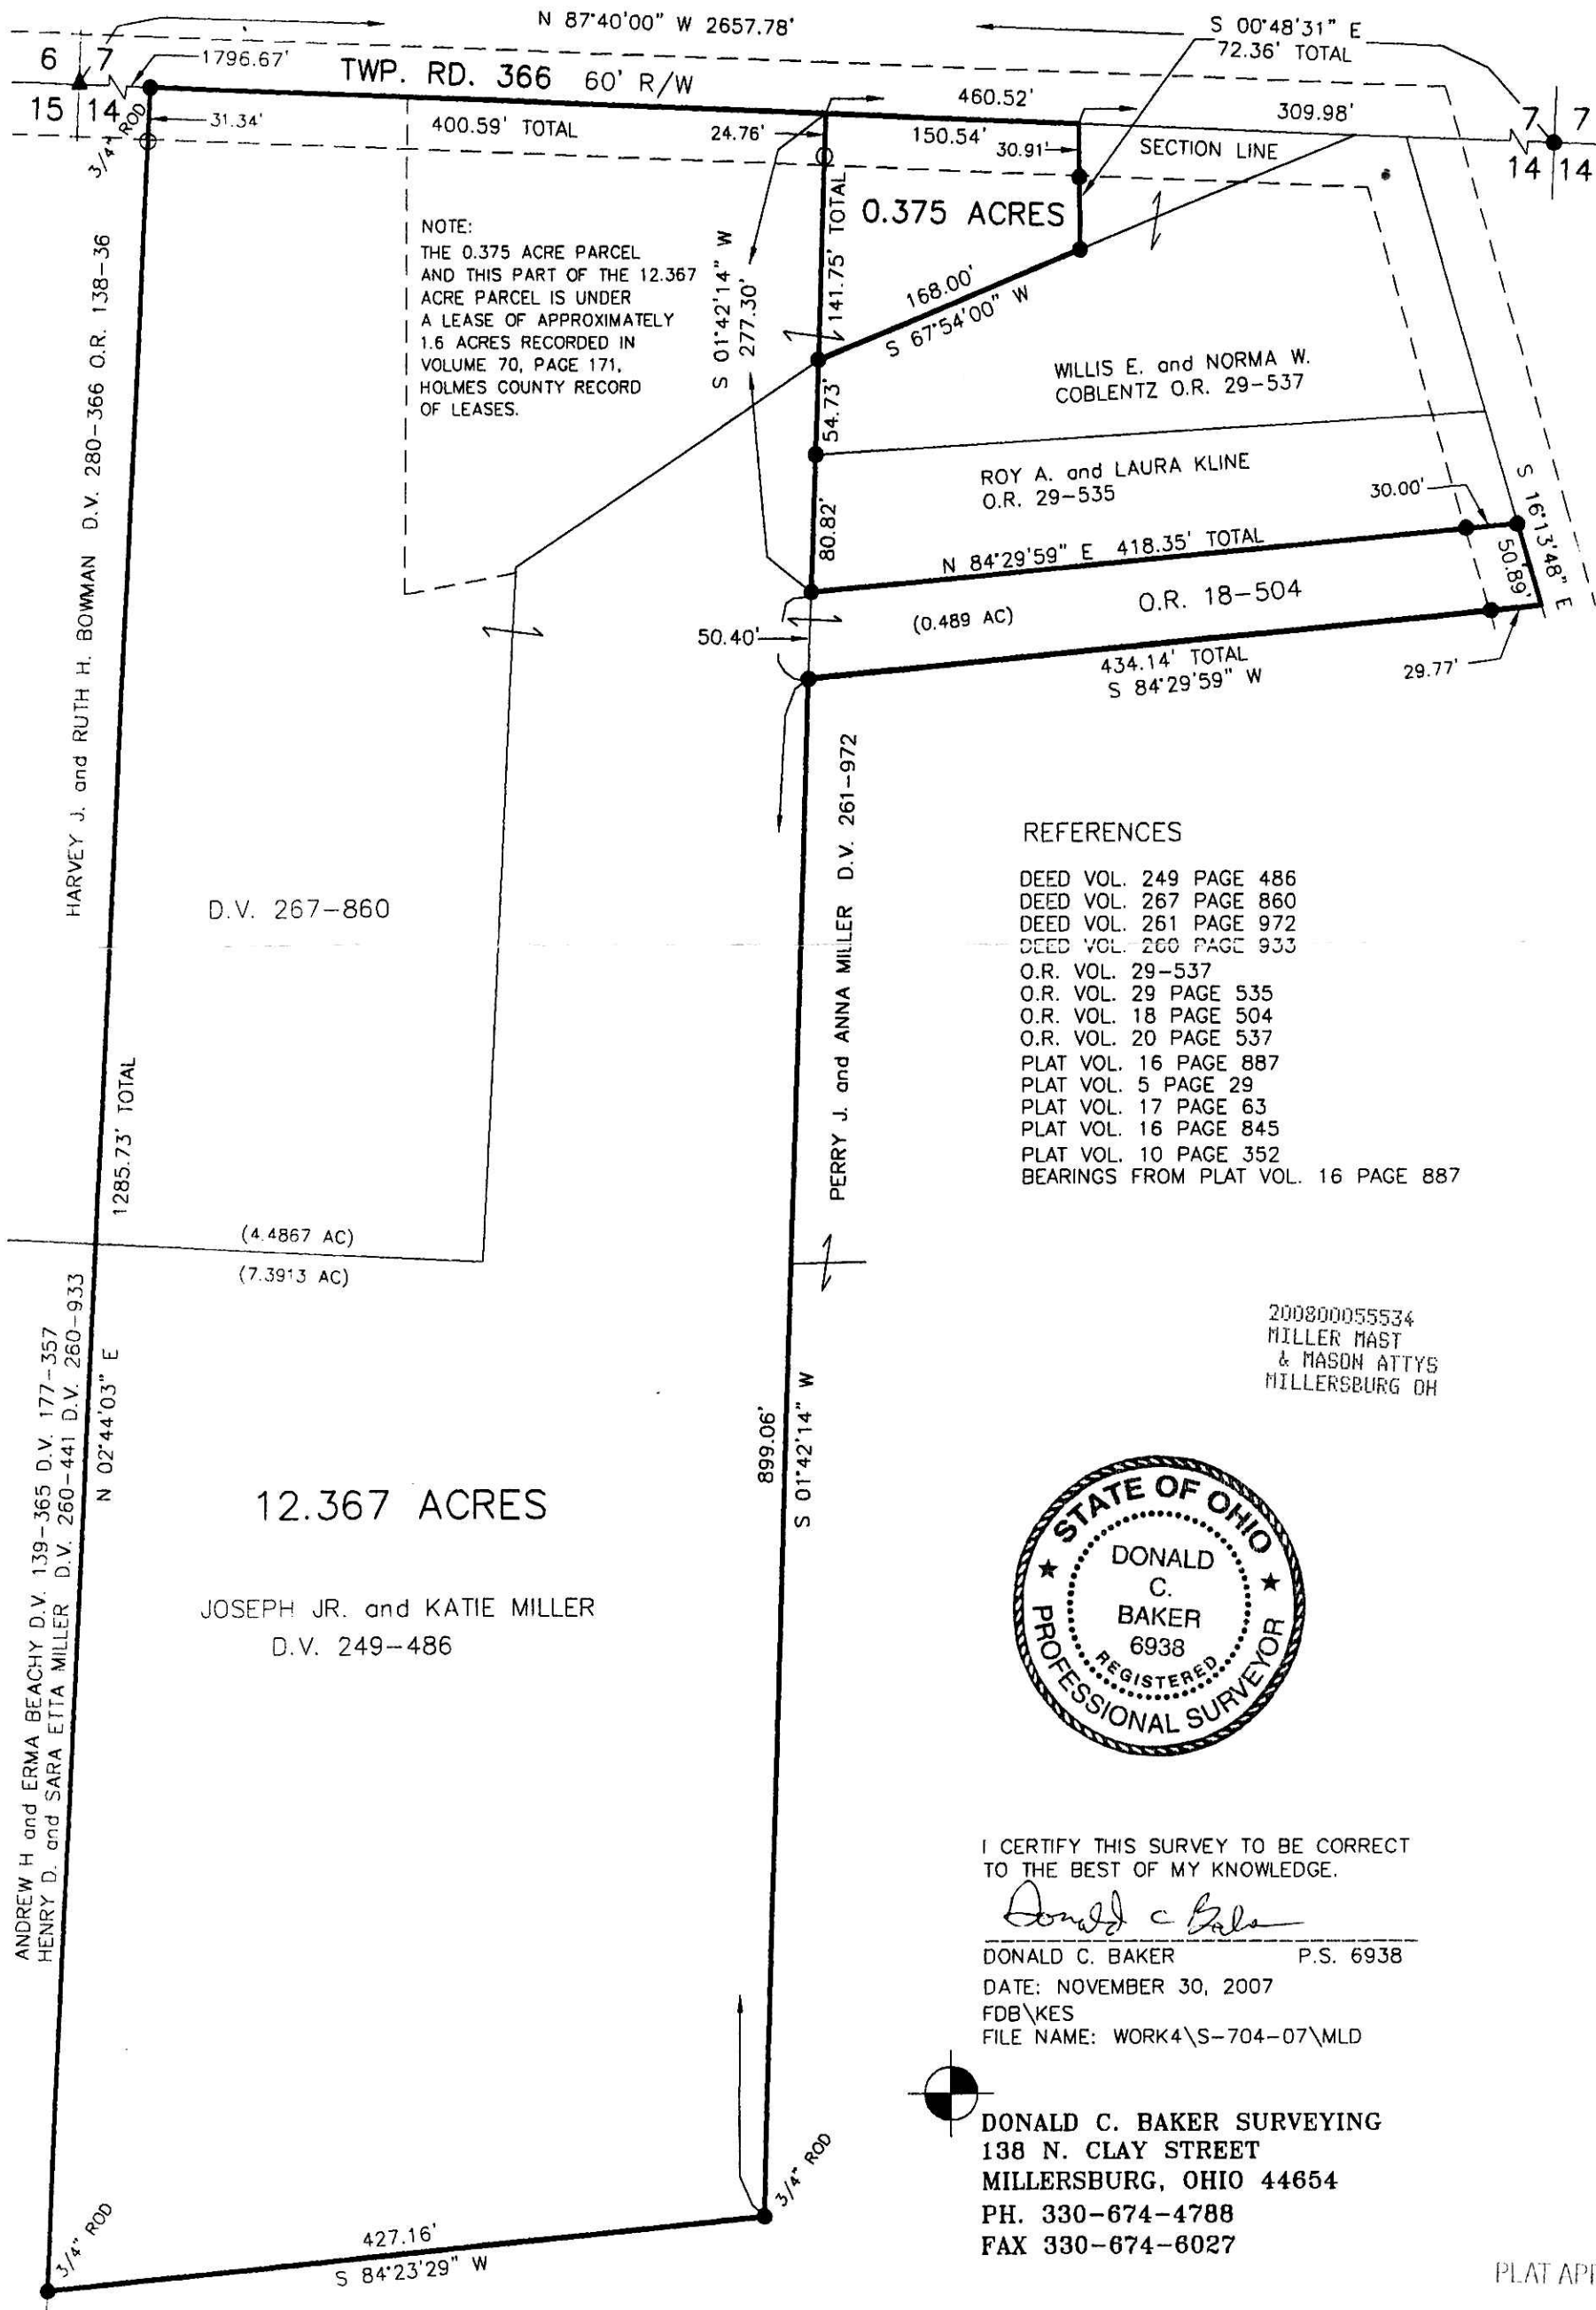 N 87°40'00" W 2657.78'
S 00°48'31" E
72.36' TOTAL
6 7
15 14
1796.67'
TWP. RD. 366 60' R/W
460.52'
309.98'
7 7
14 14
3/4" ROD
31.34'
400.59' TOTAL
24.76'
150.54'
30.91'
SECTION LINE
0.375 ACRES
NOTE:
THE 0.375 ACRE PARCEL
AND THIS PART OF THE 12.367
ACRE PARCEL IS UNDER
A LEASE OF APPROXIMATELY
1.6 ACRES RECORDED IN
VOLUME 70, PAGE 171,
HOLMES COUNTY RECORD
OF LEASES.
S 01°42'14" W
277.30'
141.75' TOTAL
168.00'
S 67°54'00" W
54.73'
80.82'
WILLIS E. and NORMA W.
COBLENTZ O.R. 29-537
ROY A. and LAURA KLINE
O.R. 29-535
30.00'
S 16°13'48" E
50.89'
N 84°29'59" E 418.35' TOTAL
(0.489 AC)
O.R. 18-504
50.40'
434.14' TOTAL
S 84°29'59" W
29.77'
HARVEY J. and RUTH H. BOWMAN D.V. 280-366 O.R. 138-36
D.V. 267-860
PERRY J. and ANNA MILLER D.V. 261-972
REFERENCES
DEED VOL. 249 PAGE 486
DEED VOL. 267 PAGE 860
DEED VOL. 261 PAGE 972
DEED VOL. 260 PAGE 933
O.R. VOL. 29-537
O.R. VOL. 29 PAGE 535
O.R. VOL. 18 PAGE 504
O.R. VOL. 20 PAGE 537
PLAT VOL. 16 PAGE 887
PLAT VOL. 5 PAGE 29
PLAT VOL. 17 PAGE 63
PLAT VOL. 16 PAGE 845
PLAT VOL. 10 PAGE 352
BEARINGS FROM PLAT VOL. 16 PAGE 887
1285.73' TOTAL
(4.4867 AC)
(7.3913 AC)
N 02°44'03" E
ANDREW H and ERMA BEACHY D.V. 139-365 D.V. 177-357
HENRY D. and SARA ETTA MILLER D.V. 260-441 D.V. 260-933
899.06'
S 01°42'14" W
12.367 ACRES
JOSEPH JR. and KATIE MILLER
D.V. 249-486
200800055534
MILLER MAST
& MASON ATTYS
MILLERSBURG OH
STATE OF OHIO
DONALD
C.
BAKER
6938
REGISTERED
PROFESSIONAL SURVEYOR
I CERTIFY THIS SURVEY TO BE CORRECT
TO THE BEST OF MY KNOWLEDGE.
Donald C Baker
DONALD C. BAKER P.S. 6938
DATE: NOVEMBER 30, 2007
FDB\KES
FILE NAME: WORK4\S-704-07\MLD
DONALD C. BAKER SURVEYING
138 N. CLAY STREET
MILLERSBURG, OHIO 44654
PH. 330-674-4788
FAX 330-674-6027
3/4" ROD
3/4" ROD
427.16'
S 84°23'29" W
PLAT